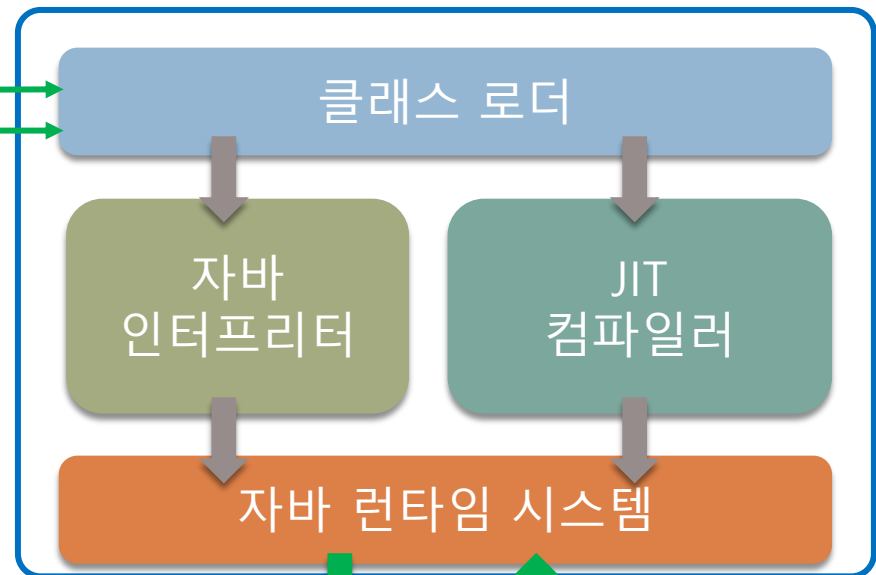 클래스 로더
자바
인터프리터
JIT
컴파일러
자바 런타임 시스템